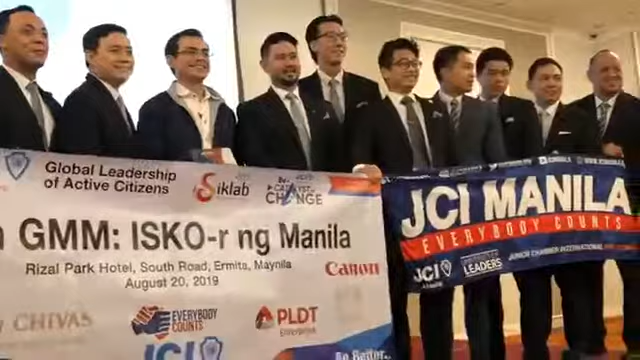 Global Leadership
of Active Citizens
Siklab
CHANGE
GMM: ISKO-r ng Manila
Rizal Park Hotel, South Road, Ermita, Maynila
August 20, 2019
Canon
CHIVAS
EVERYBODY
COUNTS
PLDT
Enterprise
JCI
Be Better
JCI MANILA
EVERYBODY COUNTS
JCI
LEADERS
JUNIOR CHAMBER INTERNATIONAL